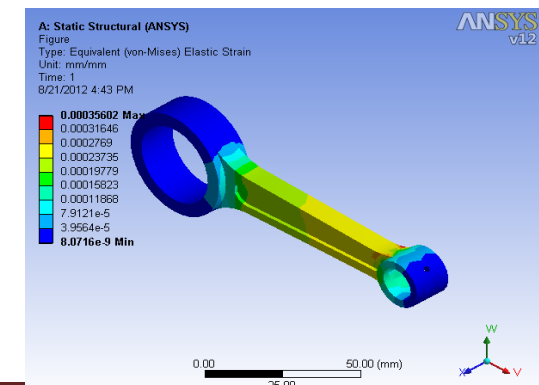 A: Static Structural (ANSYS)
Figure
Type: Equivalent (von-Mises) Elastic Strain
Unit: mm/mm
Time: 1
8/21/2012 4:43 PM
ANSYS
v12
0.00035602 Max
0.00031646
0.0002769
0.00023735
0.00019779
0.00015823
0.00011868
7.9121e-5
3.9564e-5
8.0716e-9 Min
0.00 50.00 (mm)
25.00
W
X V